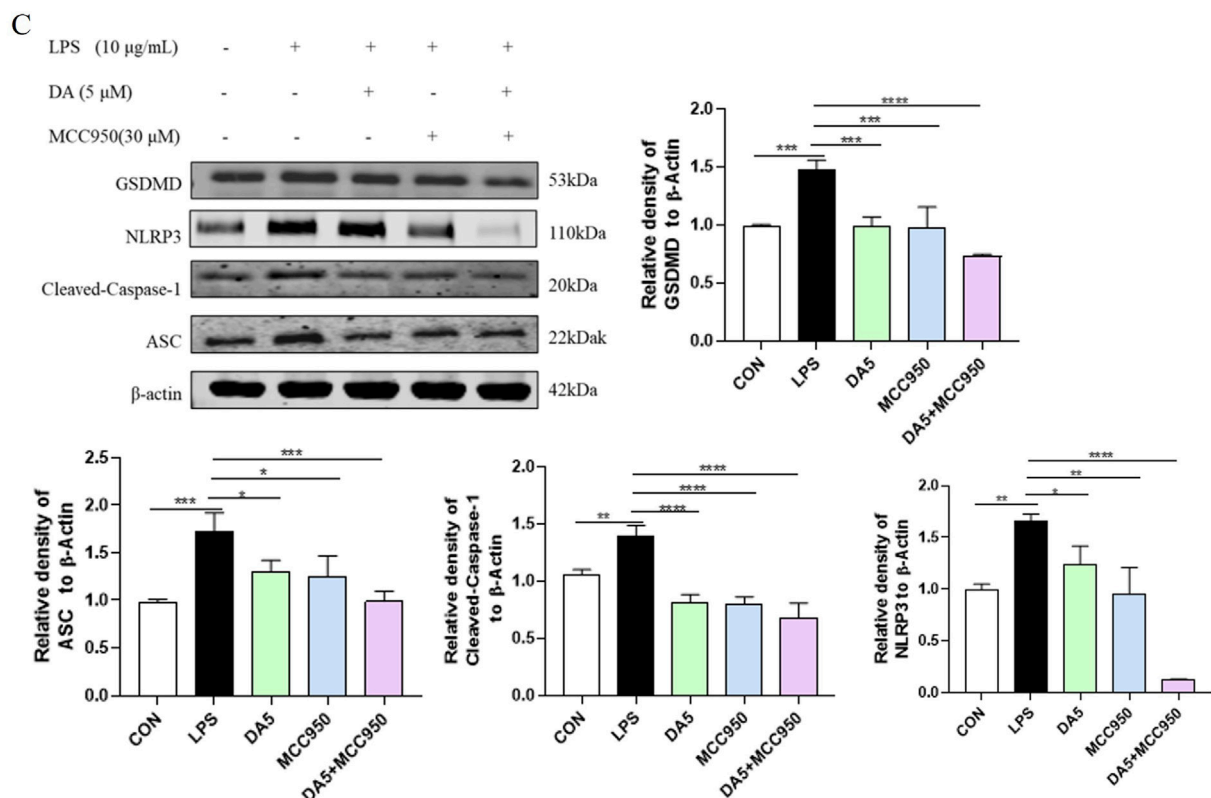 C
LPS (10 μg/mL) - + + + +
DA (5 μM) - - + - +
MCC950(30 μM) - - - + +
GSDMD 53kDa
NLRP3 110kDa
Cleaved-Caspase-1 20kDa
ASC 22kDak
β-actin 42kDa
Relative density of
GSDMD to β-Actin
2.0
1.5
1.0
0.5
0.0
****
***
*** ***
CON LPS DA5 MCC950 DA5+MCC950
Relative density of
ASC to β-Actin
2.5
2.0
1.5
1.0
0.5
0.0
***
*
*** *
CON LPS DA5 MCC950 DA5+MCC950
Relative density of
Cleaved-Caspase-1
to β-Actin
2.0
1.5
1.0
0.5
0.0
****
****
** ****
CON LPS DA5 MCC950 DA5+MCC950
Relative density of
NLRP3 to β-Actin
2.0
1.5
1.0
0.5
0.0
****
**
** *
CON LPS DA5 MCC950 DA5+MCC950